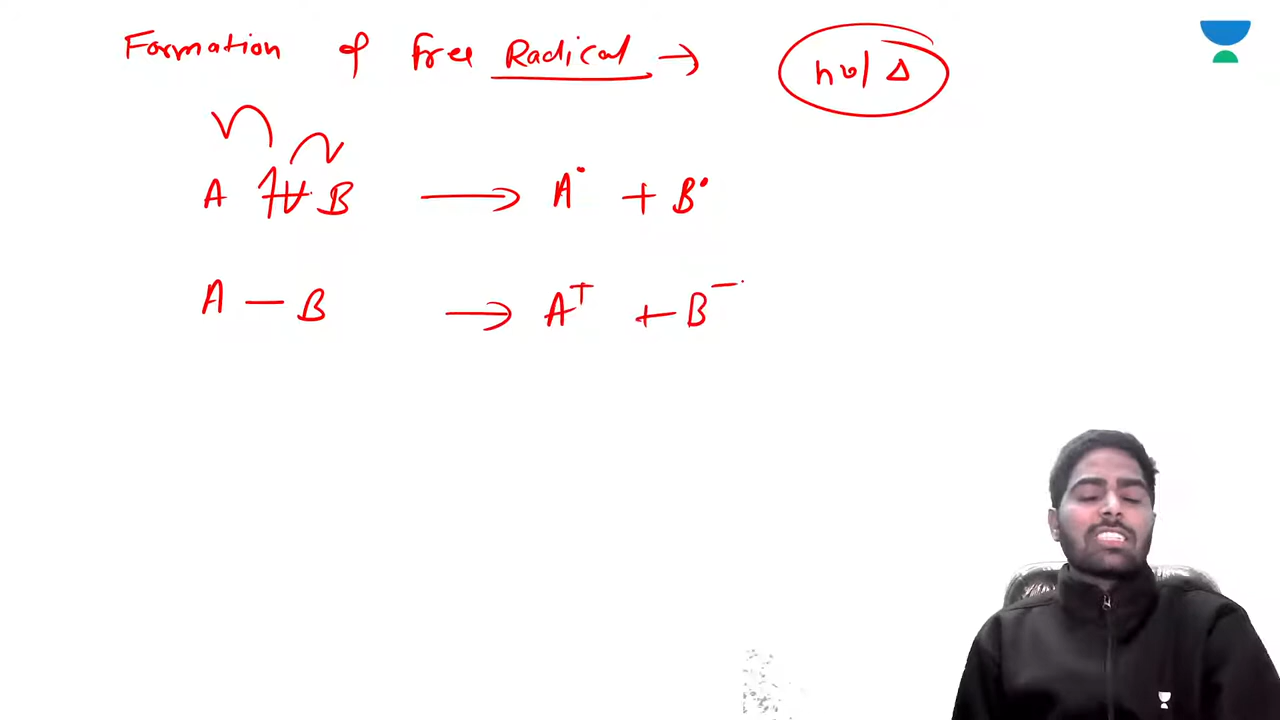 Formation of free Radical → hν/Δ
A ↿⇂ B ⟶ A• + B•
A — B → A⁺ + B⁻